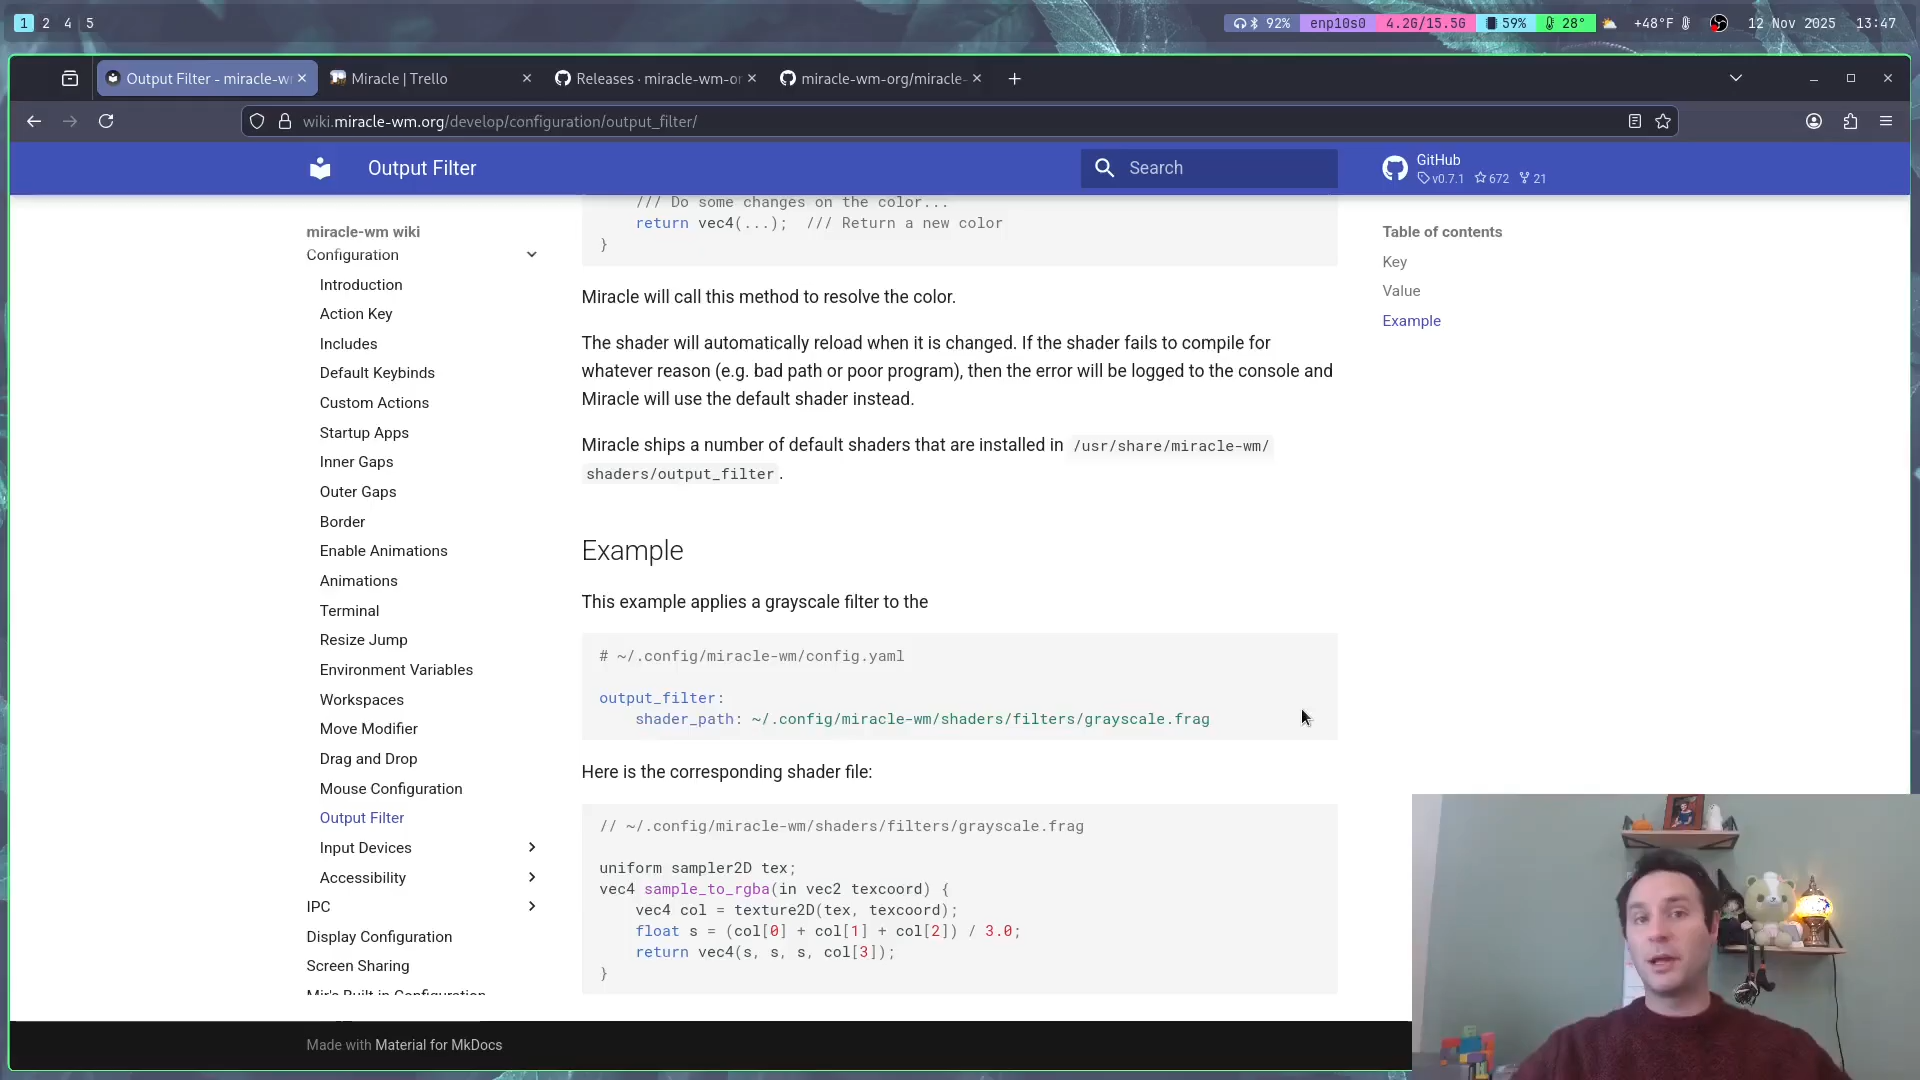 1 2 4 5
92% enp10s0 4.2G/15.5G 59% 28° +48°F 12 Nov 2025 13:47
Output Filter - miracle-w
Miracle | Trello
Releases · miracle-wm-or
miracle-wm-org/miracle-
wiki.miracle-wm.org/develop/configuration/output_filter/
Output Filter
Search
GitHub
v0.7.1 672 21
miracle-wm wiki
Configuration
Introduction
Action Key
Includes
Default Keybinds
Custom Actions
Startup Apps
Inner Gaps
Outer Gaps
Border
Enable Animations
Animations
Terminal
Resize Jump
Environment Variables
Workspaces
Move Modifier
Drag and Drop
Mouse Configuration
Output Filter
Input Devices
Accessibility
IPC
Display Configuration
Screen Sharing
Mir's Built-in Configuration
/// Do some changes on the color...
return vec4(...); /// Return a new color
}
Miracle will call this method to resolve the color.
The shader will automatically reload when it is changed. If the shader fails to compile for
whatever reason (e.g. bad path or poor program), then the error will be logged to the console and
Miracle will use the default shader instead.
Miracle ships a number of default shaders that are installed in /usr/share/miracle-wm/
shaders/output_filter.
Example
This example applies a grayscale filter to the
# ~/.config/miracle-wm/config.yaml
output_filter:
shader_path: ~/.config/miracle-wm/shaders/filters/grayscale.frag
Here is the corresponding shader file:
// ~/.config/miracle-wm/shaders/filters/grayscale.frag
uniform sampler2D tex;
vec4 sample_to_rgba(in vec2 texcoord) {
vec4 col = texture2D(tex, texcoord);
float s = (col[0] + col[1] + col[2]) / 3.0;
return vec4(s, s, s, col[3]);
}
Table of contents
Key
Value
Example
Made with Material for MkDocs